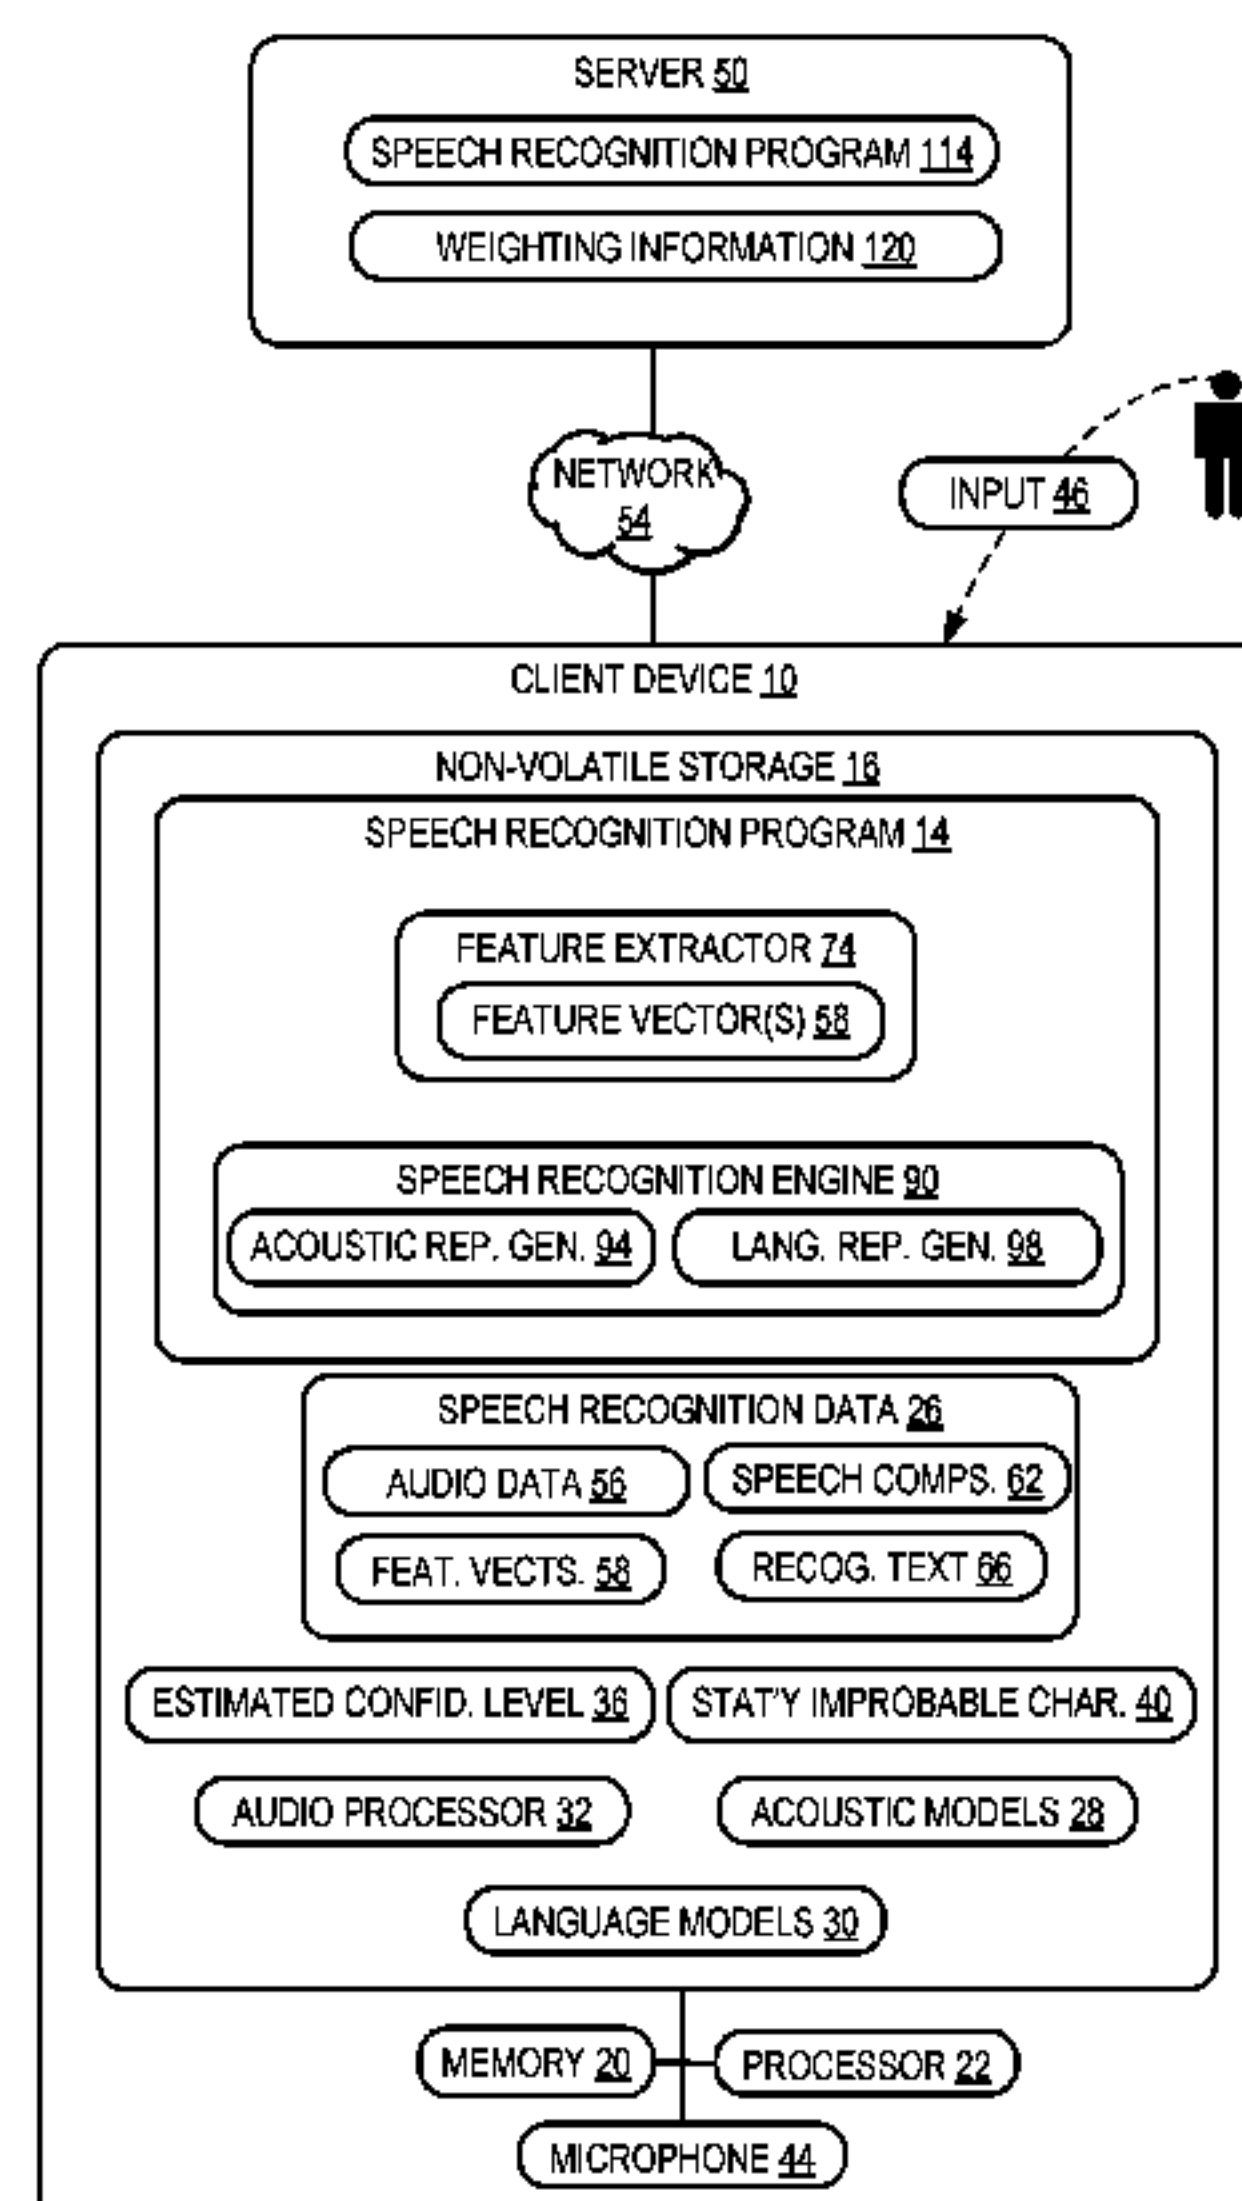 SERVER 50
SPEECH RECOGNITION PROGRAM 114
WEIGHTING INFORMATION 120
NETWORK
54
INPUT 46
CLIENT DEVICE 10
NON-VOLATILE STORAGE 16
SPEECH RECOGNITION PROGRAM 14
FEATURE EXTRACTOR 74
FEATURE VECTOR(S) 58
SPEECH RECOGNITION ENGINE 90
ACOUSTIC REP. GEN. 94
LANG. REP. GEN. 98
SPEECH RECOGNITION DATA 26
AUDIO DATA 56
SPEECH COMPS. 62
FEAT. VECTS. 58
RECOG. TEXT 66
ESTIMATED CONFID. LEVEL 36
STAT'Y IMPROBABLE CHAR. 40
AUDIO PROCESSOR 32
ACOUSTIC MODELS 28
LANGUAGE MODELS 30
MEMORY 20
PROCESSOR 22
MICROPHONE 44